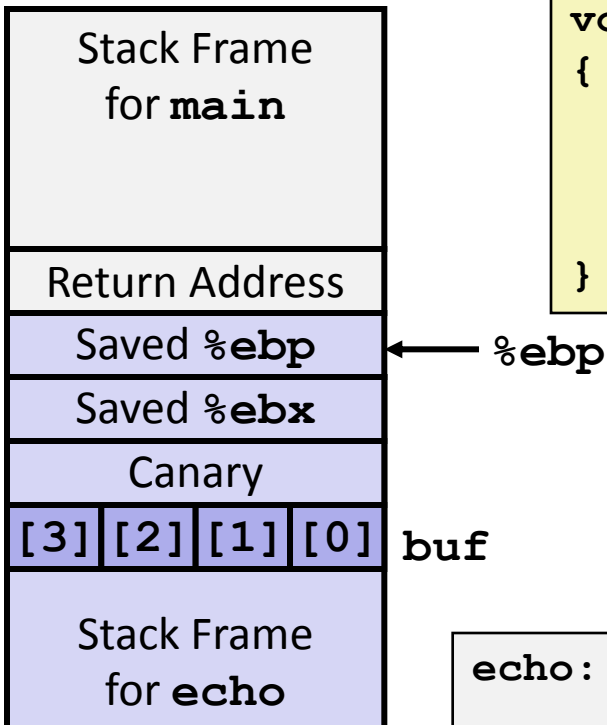 Stack Frame
for main
Return Address
Saved %ebp
%ebp
Saved %ebx
Canary
[3] [2] [1] [0]
buf
Stack Frame
for echo
{
}
echo: